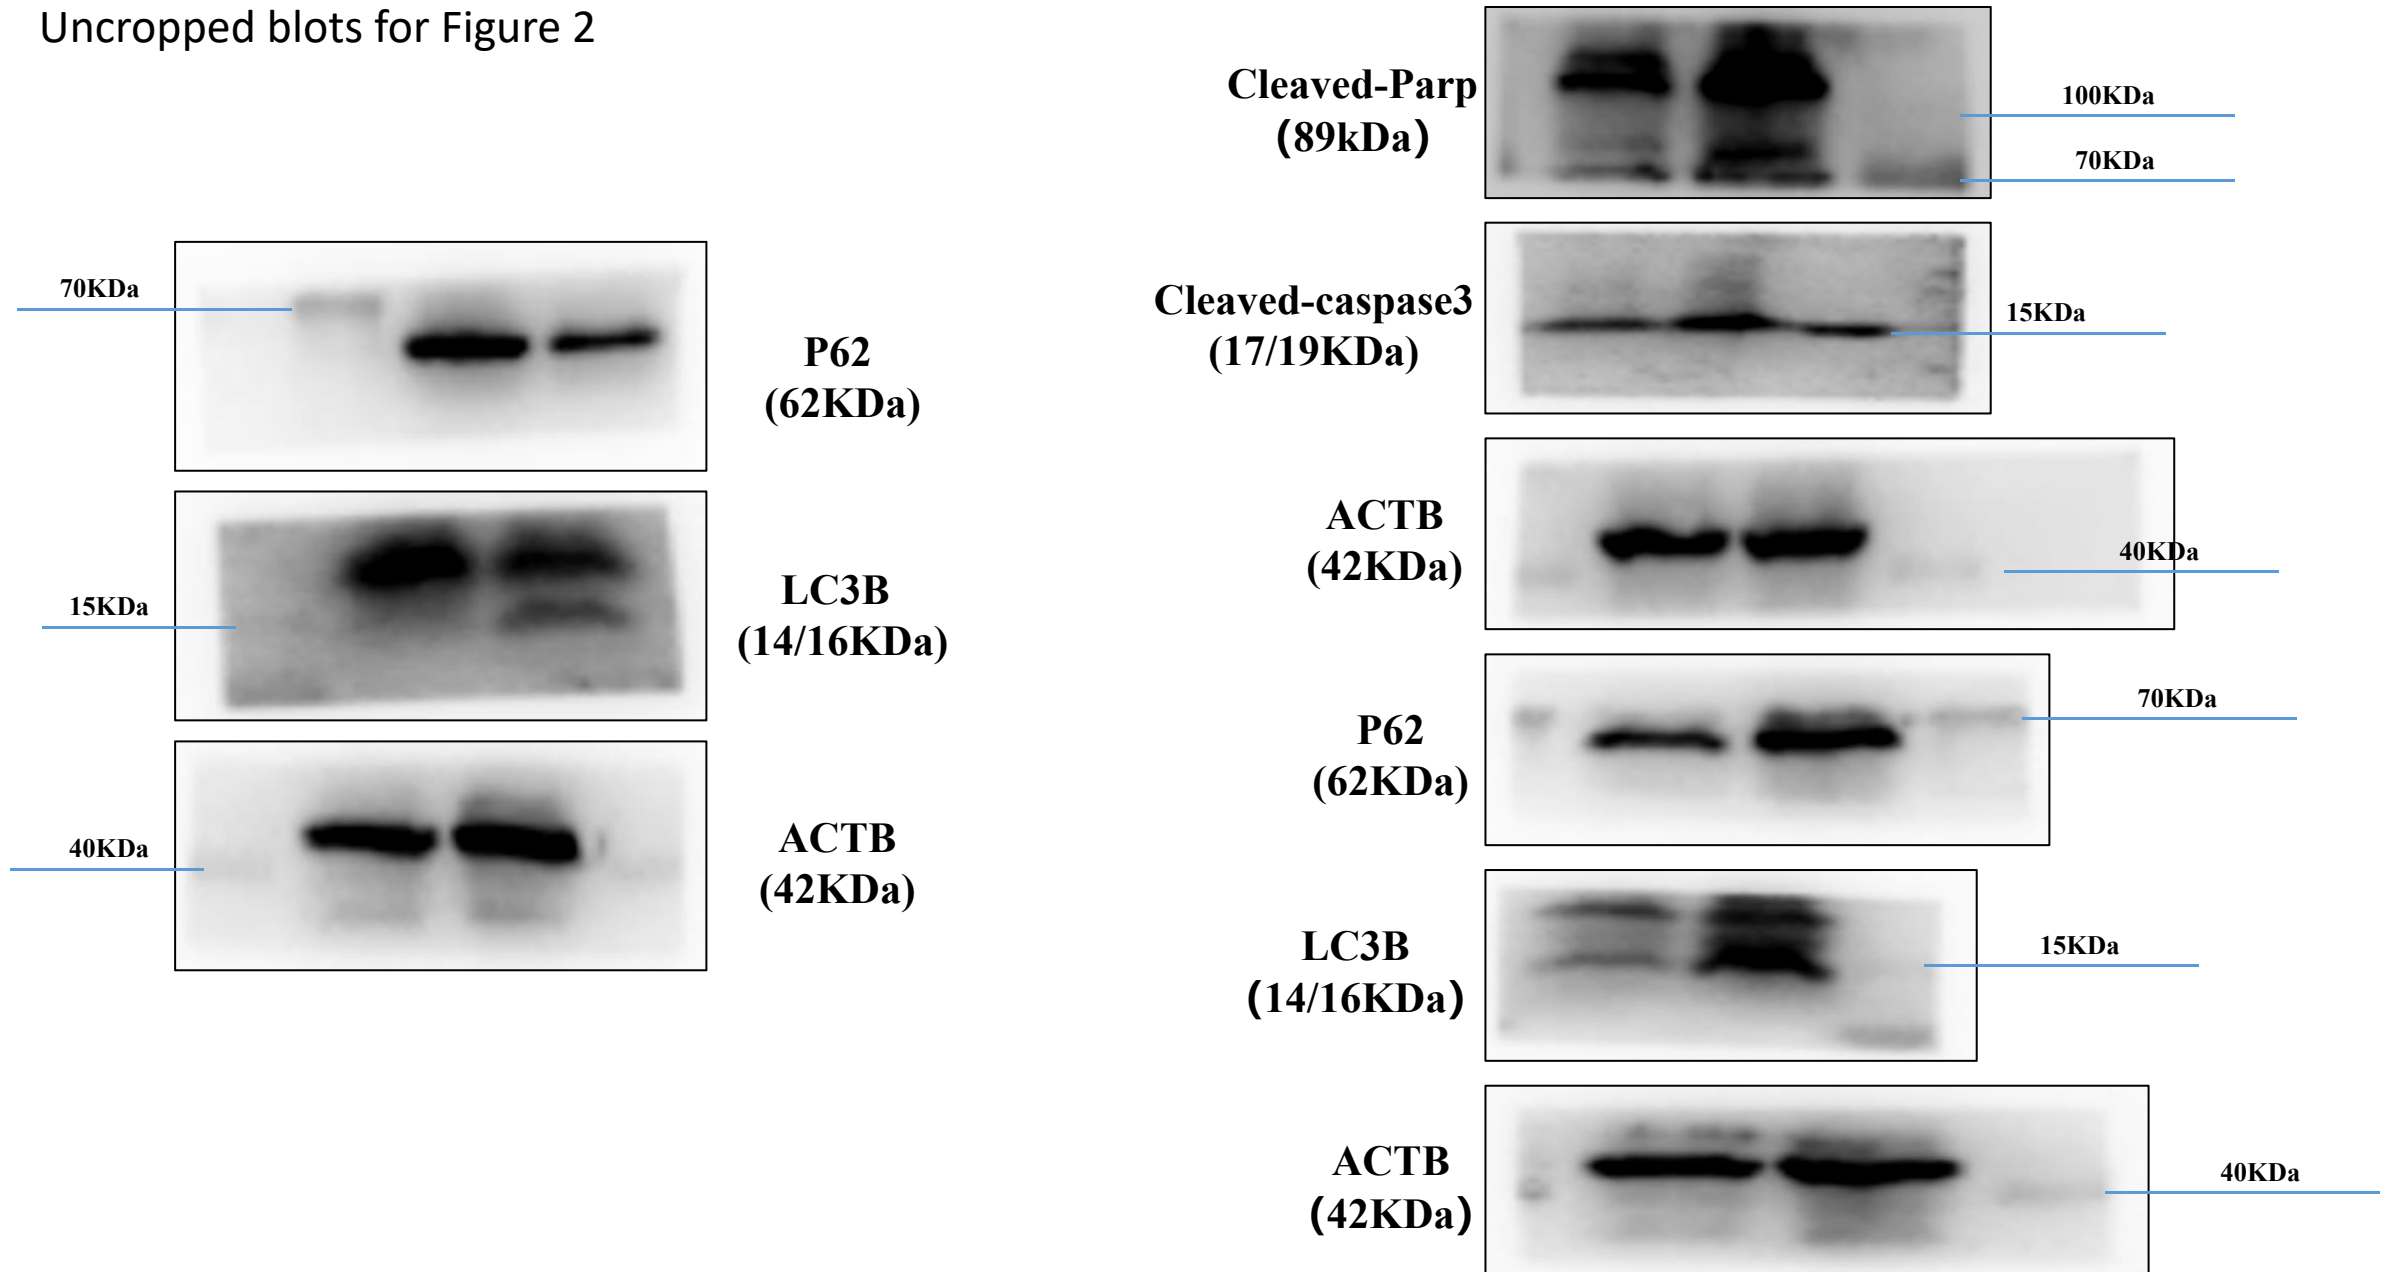 Uncropped blots for Figure 2
70KDa
P62
(62KDa)
15KDa
LC3B
(14/16KDa)
40KDa
ACTB
(42KDa)
Cleaved-Parp
(89kDa)
100KDa
70KDa
Cleaved-caspase3
(17/19KDa)
15KDa
ACTB
(42KDa)
40KDa
P62
(62KDa)
70KDa
LC3B
(14/16KDa)
15KDa
ACTB
(42KDa)
40KDa